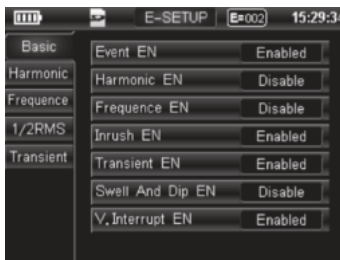 E-SETUP E=002 15:29:3
Basic
Harmonic
Frequence
1/2RMS
Transient
Event EN Enabled
Harmonic EN Disable
Frequence EN Disable
Inrush EN Enabled
Transient EN Enabled
Swell And Dip EN Disable
V.Interrupt EN Enabled